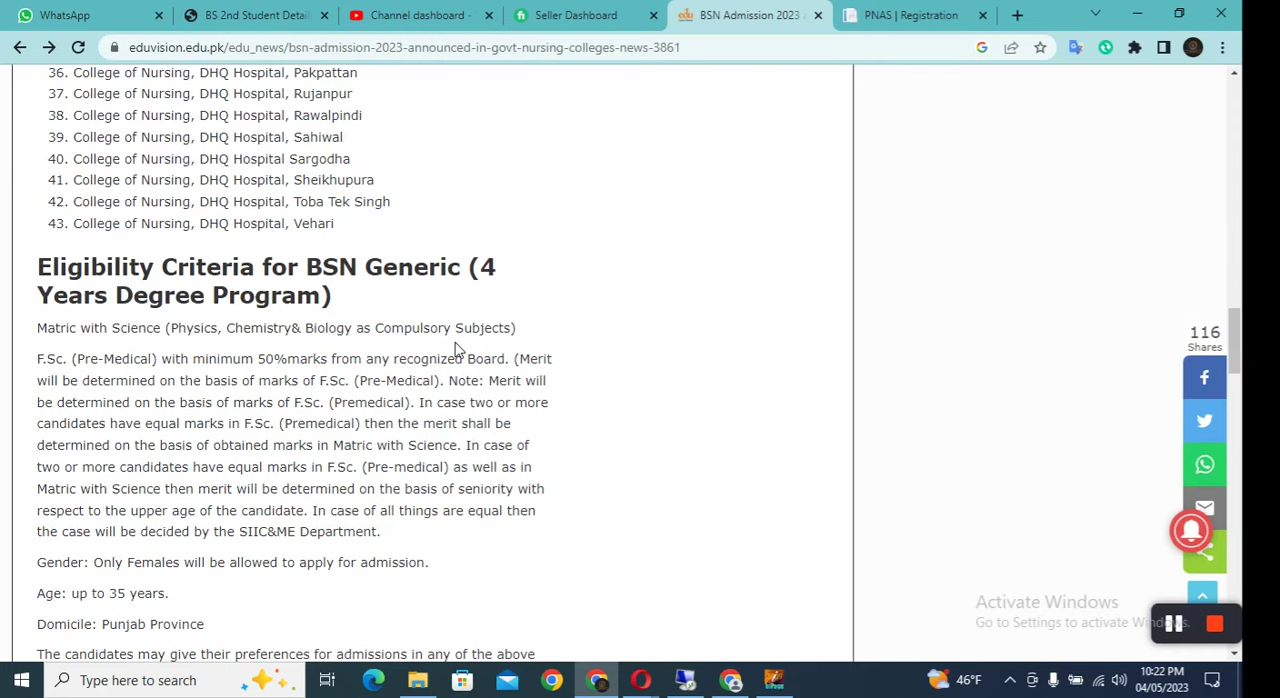 WhatsApp
BS 2nd Student Detail
Channel dashboard -
Seller Dashboard
BSN Admission 2023
PNAS | Registration
eduvision.edu.pk/edu_news/bsn-admission-2023-announced-in-govt-nursing-colleges-news-3861
36. College of Nursing, DHQ Hospital, Pakpattan
37. College of Nursing, DHQ Hospital, Rujanpur
38. College of Nursing, DHQ Hospital, Rawalpindi
39. College of Nursing, DHQ Hospital, Sahiwal
40. College of Nursing, DHQ Hospital Sargodha
41. College of Nursing, DHQ Hospital, Sheikhupura
42. College of Nursing, DHQ Hospital, Toba Tek Singh
43. College of Nursing, DHQ Hospital, Vehari
Eligibility Criteria for BSN Generic (4
Years Degree Program)
Matric with Science (Physics, Chemistry& Biology as Compulsory Subjects)
F.Sc. (Pre-Medical) with minimum 50%marks from any recognized Board. (Merit
will be determined on the basis of marks of F.Sc. (Pre-Medical). Note: Merit will
be determined on the basis of marks of F.Sc. (Premedical). In case two or more
candidates have equal marks in F.Sc. (Premedical) then the merit shall be
determined on the basis of obtained marks in Matric with Science. In case of
two or more candidates have equal marks in F.Sc. (Pre-medical) as well as in
Matric with Science then merit will be determined on the basis of seniority with
respect to the upper age of the candidate. In case of all things are equal then
the case will be decided by the SIIC&ME Department.
Gender: Only Females will be allowed to apply for admission.
Age: up to 35 years.
Domicile: Punjab Province
The candidates may give their preferences for admissions in any of the above
116
Shares
Activate Windows
Go to Settings to activate Windows.
Type here to search
46°F
10:22 PM
04/05/2023